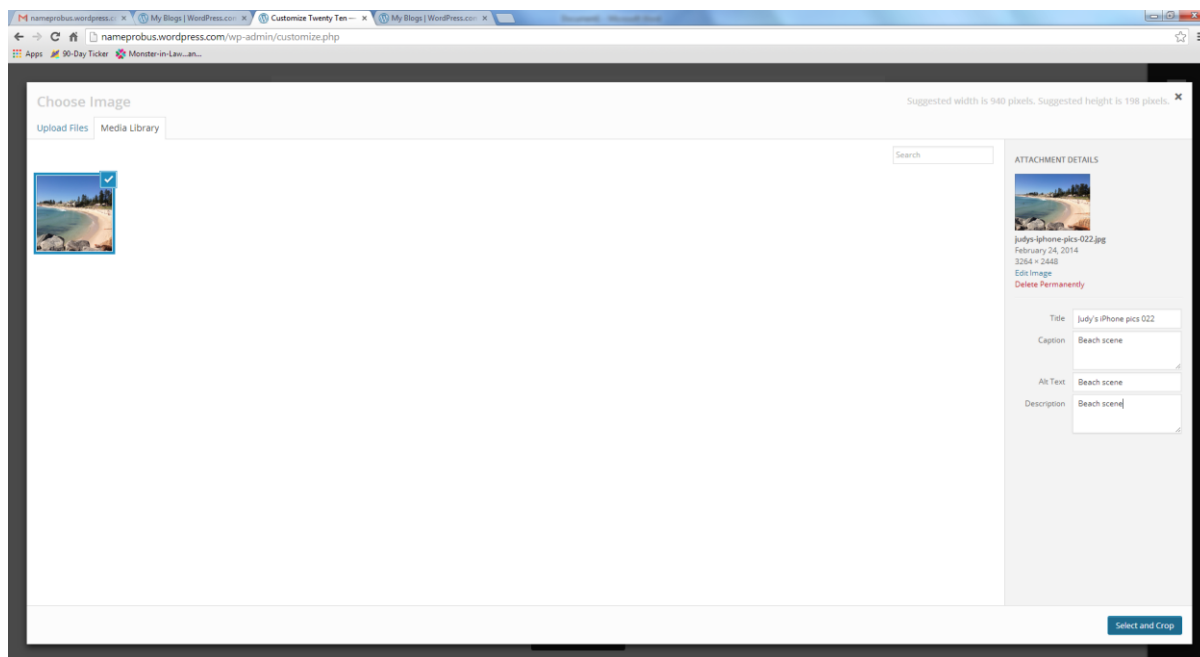 nameprobus.wordpress.co
My Blogs | WordPress.com
Customize Twenty Ten —
My Blogs | WordPress.com
nameprobus.wordpress.com/wp-admin/customize.php
Apps
90-Day Ticker
Monster-in-Law...an...
Choose Image
Suggested width is 940 pixels. Suggested height is 198 pixels.
Upload Files
Media Library
Search
ATTACHMENT DETAILS
judys-iphone-pics-022.jpg
February 24, 2014
3264 × 2448
Edit Image
Delete Permanently
Title
Judy's iPhone pics 022
Caption
Beach scene
Alt Text
Beach scene
Description
Beach scene
Select and Crop